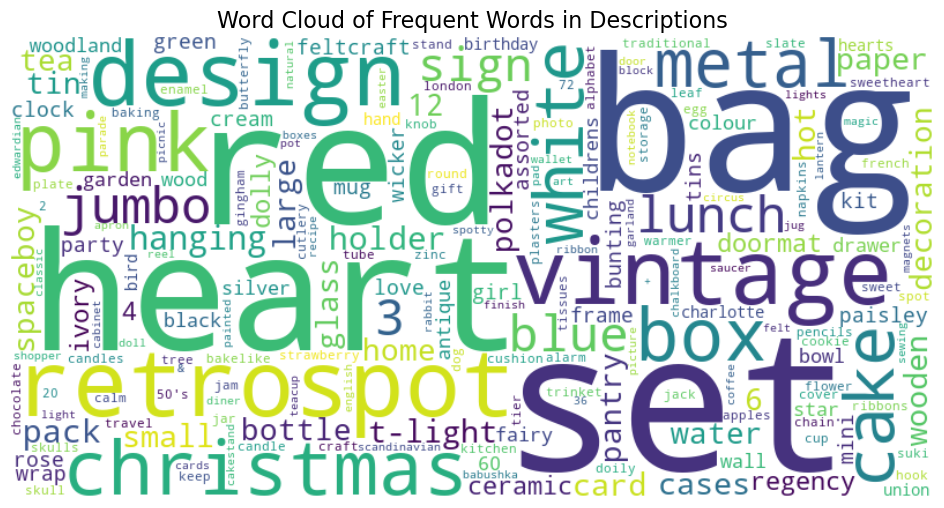 Word Cloud of Frequent Words in Descriptions
woodland green feltcraft stand birthday traditional slate hearts
tea making design butterfly natural easter london sign 72 alphabet door block metal leaf lights paper sweetheart
tin enamel white bag
clock baking cream hand 12 knob assorted photo childrens colour egg notebook storage hot magic
edwardian pink parade picnic red boxes pot polkadot wallet pad art tins napkins lantern french decoration
plate garden wood dolly large mug wicker round gift plasters circus kit
2 apron jumbo gingham cutlery recipe spotty ribbon bunting garland lunch jug
spaceboy classic party reel hanging holder tube zinc warmer doormat drawer magnets
ivory bird heart glass girl vintage saucer sweet spot
cabinet 4 silver love antique finish tissues chalkboard +
painted black 3 rabbit frame charlotte felt paisley
doll blue picture box pencils cookie sewing
shopper candles tree bakelike strawberry home dog cushion alarm bowl wooden
chocolate retrospot english set trinket pantry jack coffee 6 flower cover cake ribbons
20 calm 50's jam diner teacup 36 apples star chain
light travel jar tier water cup mini
skulls pack small bottle t-light fairy wall suki
rose christmas candle craft scandinavian kitchen doily hook
wrap cards keep cakestand 60 babushka regency
skull ceramic card cases union